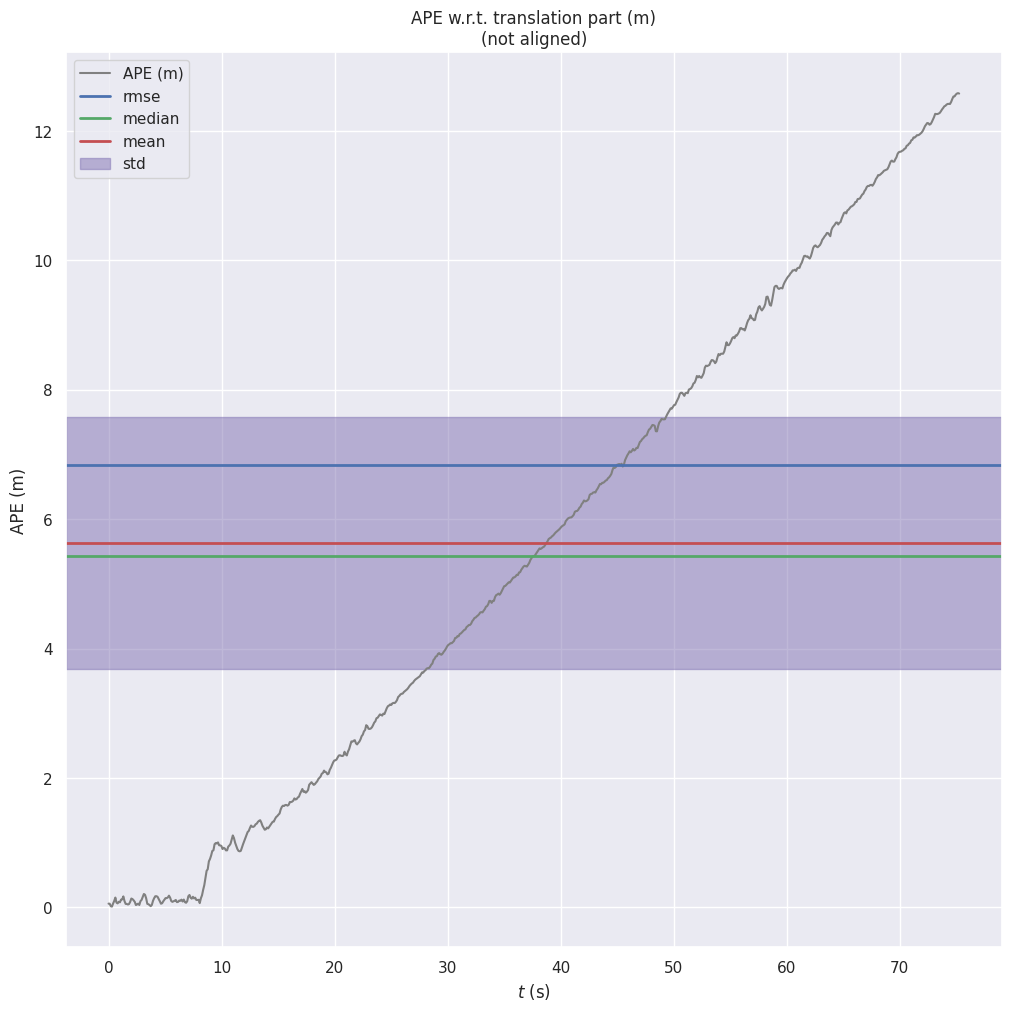 APE w.r.t. translation part (m)
(not aligned)
APE (m)
rmse
median
mean
std
APE (m)
12
10
8
6
4
2
0
0 10 20 30 40 50 60 70
t (s)